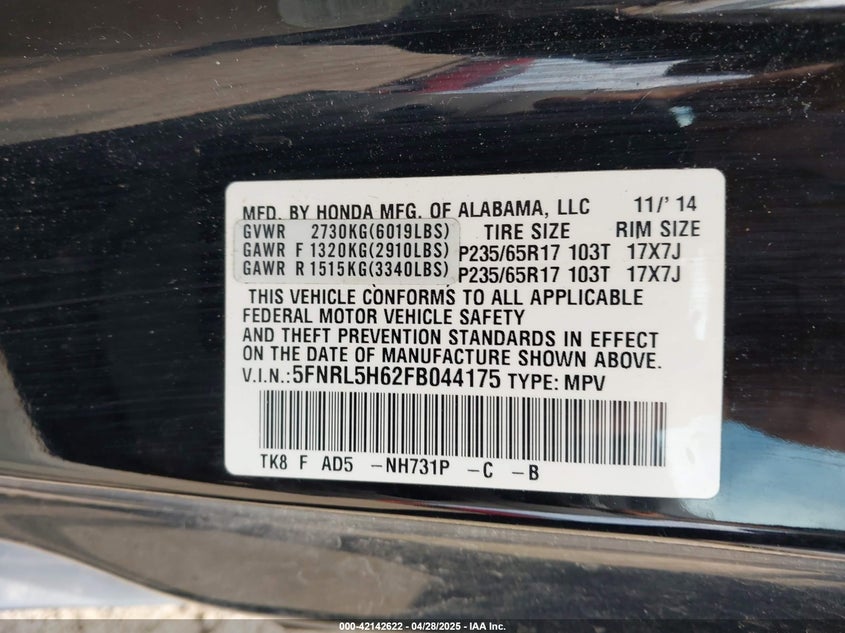 MFD. BY HONDA MFG. OF ALABAMA, LLC 11/'14
GVWR 2730KG(6019LBS) TIRE SIZE RIM SIZE
GAWR F 1320KG(2910LBS) P235/65R17 103T 17X7J
GAWR R 1515KG(3340LBS) P235/65R17 103T 17X7J
THIS VEHICLE CONFORMS TO ALL APPLICABLE
FEDERAL MOTOR VEHICLE SAFETY
AND THEFT PREVENTION STANDARDS IN EFFECT
ON THE DATE OF MANUFACTURE SHOWN ABOVE.
V.I.N.:5FNRL5H62FB044175 TYPE: MPV
TK8 F AD5 -NH731P -C -B
000-42142622 - 04/28/2025 - IAA Inc.